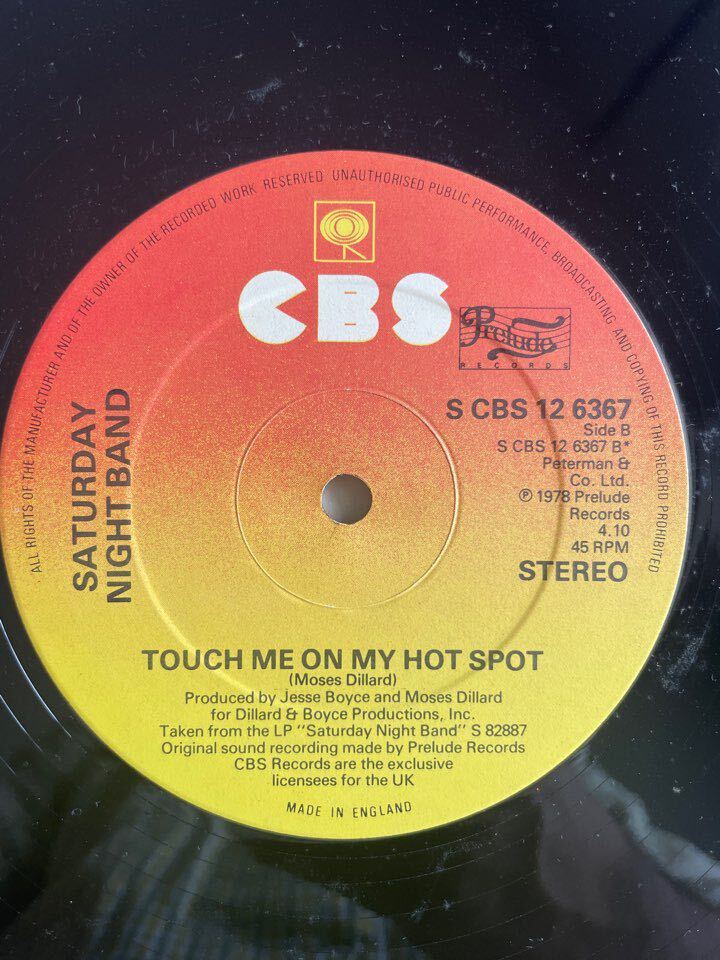 ALL RIGHTS OF THE MANUFACTURER AND OF THE OWNER OF THE RECORDED WORK RESERVED UNAUTHORISED PUBLIC PERFORMANCE, BROADCASTING AND COPYING OF THIS RECORD PROHIBITED
CBS
Prelude
RECORDS
SATURDAY
NIGHT BAND
S CBS 12 6367
Side B
S CBS 12 6367 B*
Peterman &
Co. Ltd.
℗ 1978 Prelude
Records
4.10
45 RPM
STEREO
TOUCH ME ON MY HOT SPOT
(Moses Dillard)
Produced by Jesse Boyce and Moses Dillard
for Dillard & Boyce Productions, Inc.
Taken from the LP "Saturday Night Band" S 82887
Original sound recording made by Prelude Records
CBS Records are the exclusive
licensees for the UK
MADE IN ENGLAND